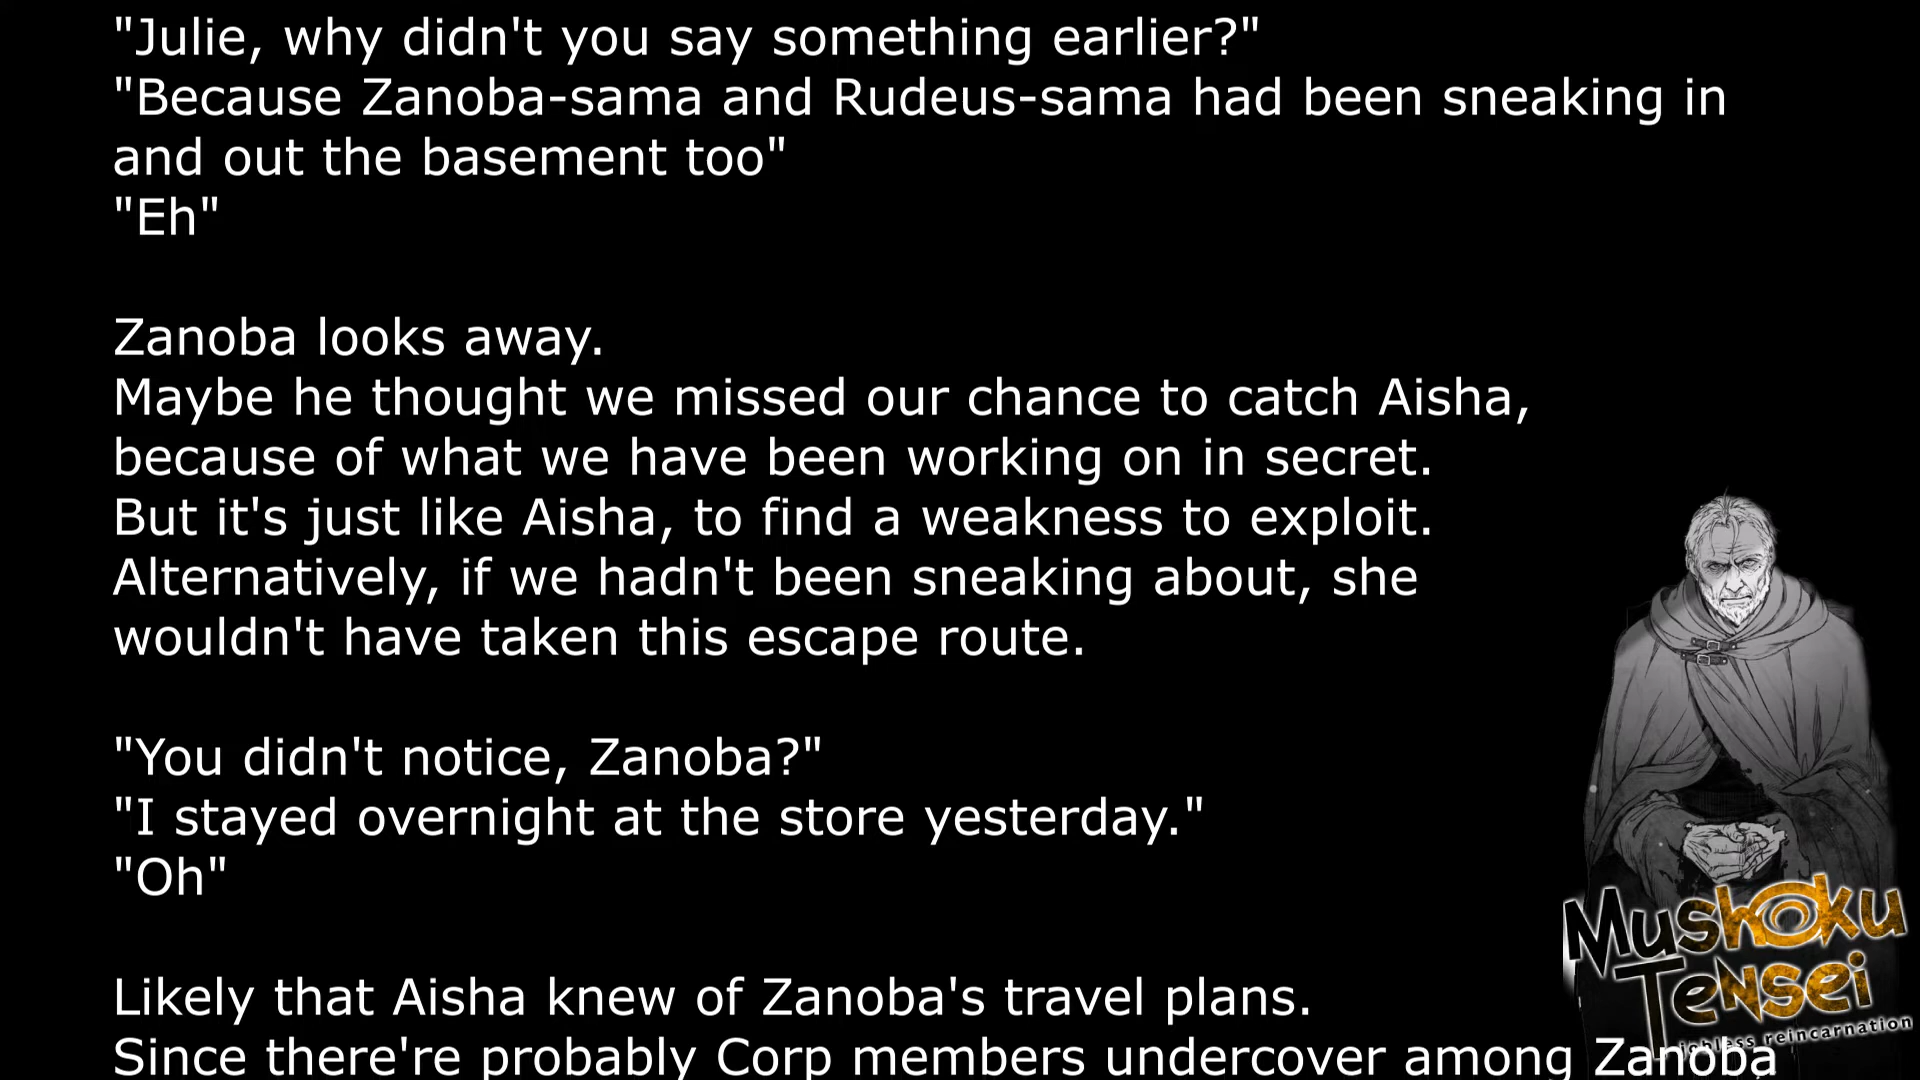 "Julie, why didn't you say something earlier?"
"Because Zanoba-sama and Rudeus-sama had been sneaking in
and out the basement too"
"Eh"
Zanoba looks away.
Maybe he thought we missed our chance to catch Aisha,
because of what we have been working on in secret.
But it's just like Aisha, to find a weakness to exploit.
Alternatively, if we hadn't been sneaking about, she
wouldn't have taken this escape route.
"You didn't notice, Zanoba?"
"I stayed overnight at the store yesterday."
"Oh"
Likely that Aisha knew of Zanoba's travel plans.
Since there're probably Corp members undercover among Zanoba
Mushoku
Tensei
reincarnation